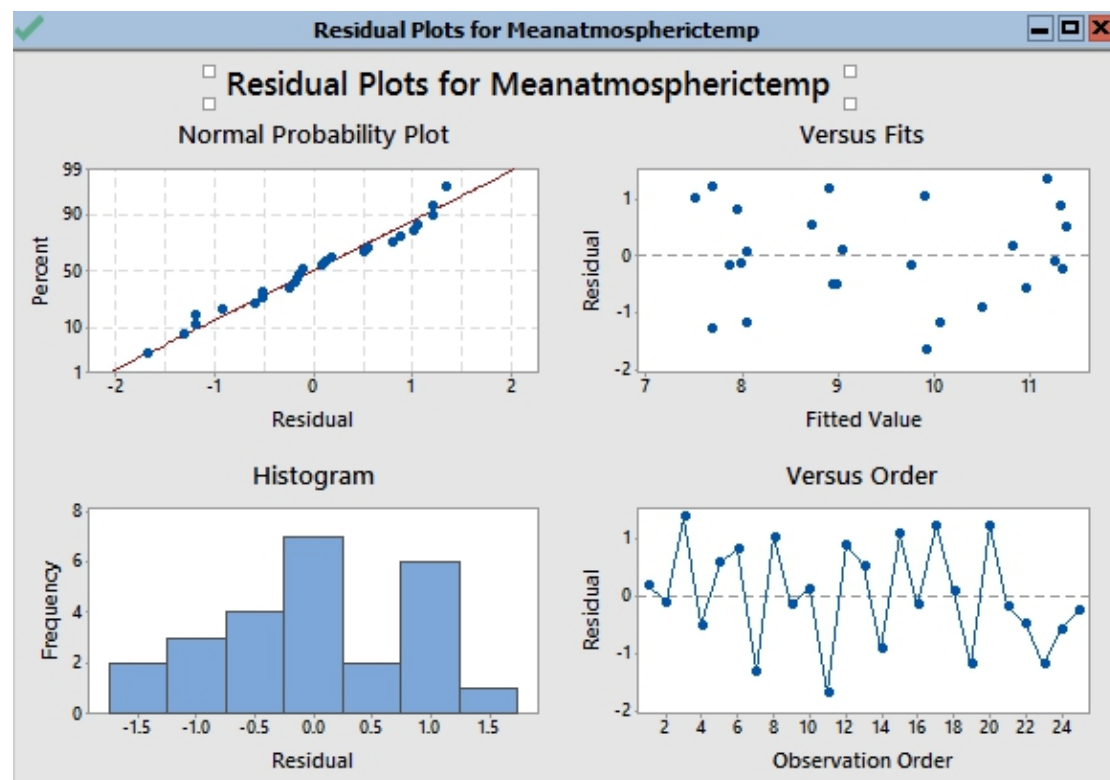 Residual Plots for Meanatmospherictemp
Residual Plots for Meanatmospherictemp
Normal Probability Plot
99
90
50
10
1
Percent
-2 -1 0 1 2
Residual
Versus Fits
1
0
-1
-2
Residual
7 8 9 10 11
Fitted Value
Histogram
8
6
4
2
0
Frequency
-1.5 -1.0 -0.5 0.0 0.5 1.0 1.5
Residual
Versus Order
1
0
-1
-2
Residual
2 4 6 8 10 12 14 16 18 20 22 24
Observation Order